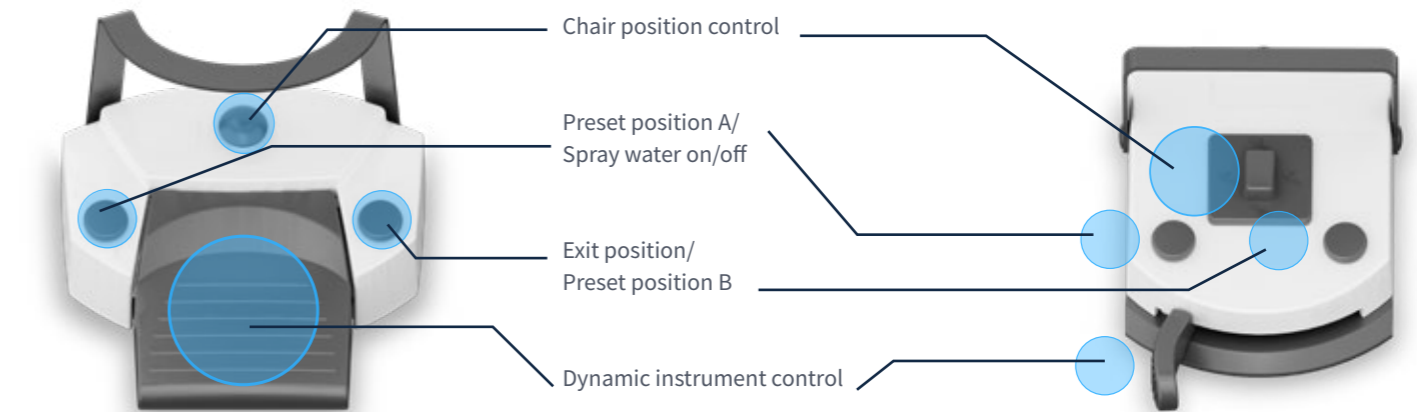 Chair position control
Preset position A/
Spray water on/off
Exit position/
Preset position B
Dynamic instrument control